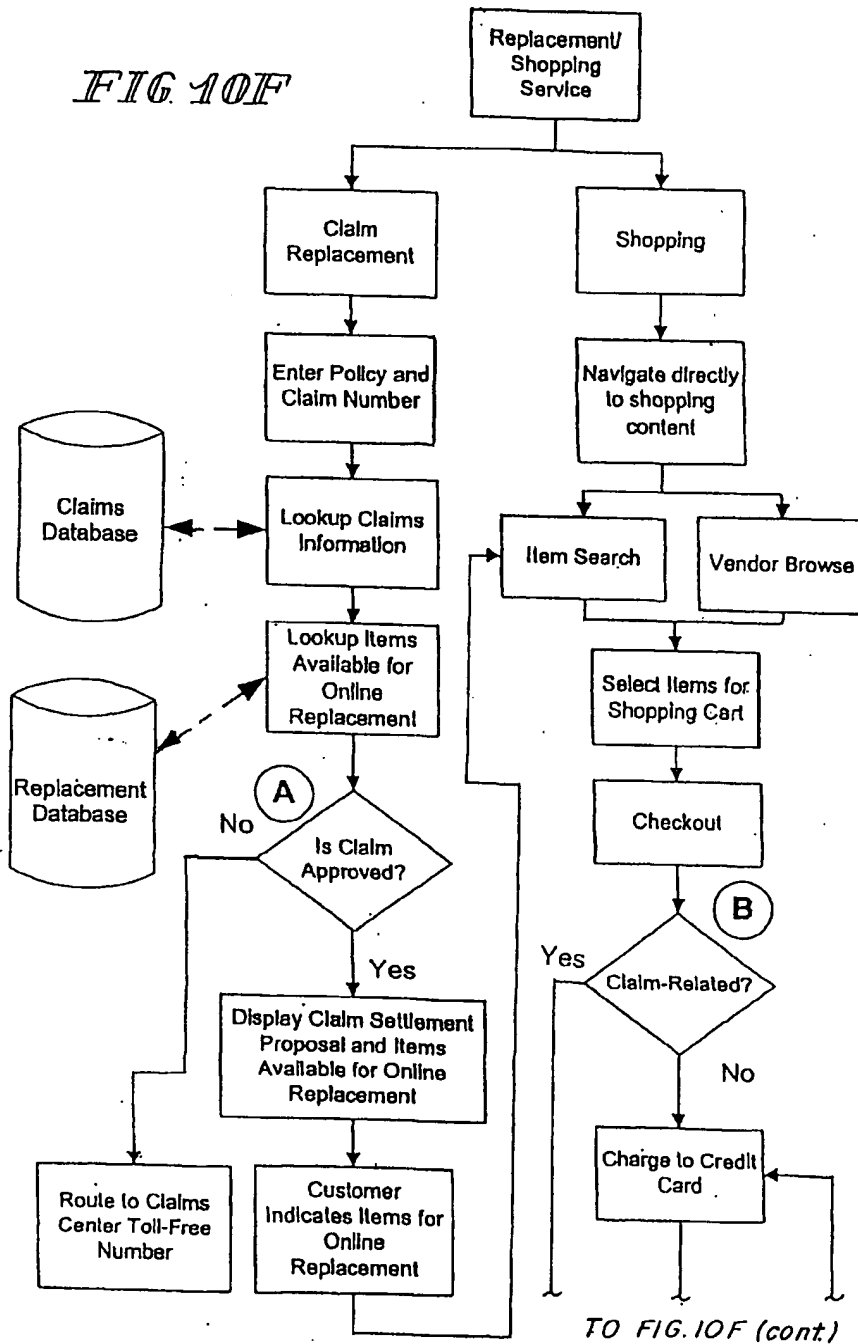 FIG. 10F
Replacement/
Shopping
Service
Claim
Replacement
Shopping
Enter Policy and
Claim Number
Navigate directly
to shopping
content
Claims
Database
Lookup Claims
Information
Item Search
Vendor Browse
Lookup Items
Available for
Online
Replacement
Select Items for
Shopping Cart
Replacement
Database
A
No
Is Claim
Approved?
Checkout
B
Yes
Yes
Claim-Related?
Display Claim Settlement
Proposal and Items
Available for Online
Replacement
No
Route to Claims
Center Toll-Free
Number
Customer
Indicates Items for
Online
Replacement
Charge to Credit
Card
TO FIG. 10F (cont.)